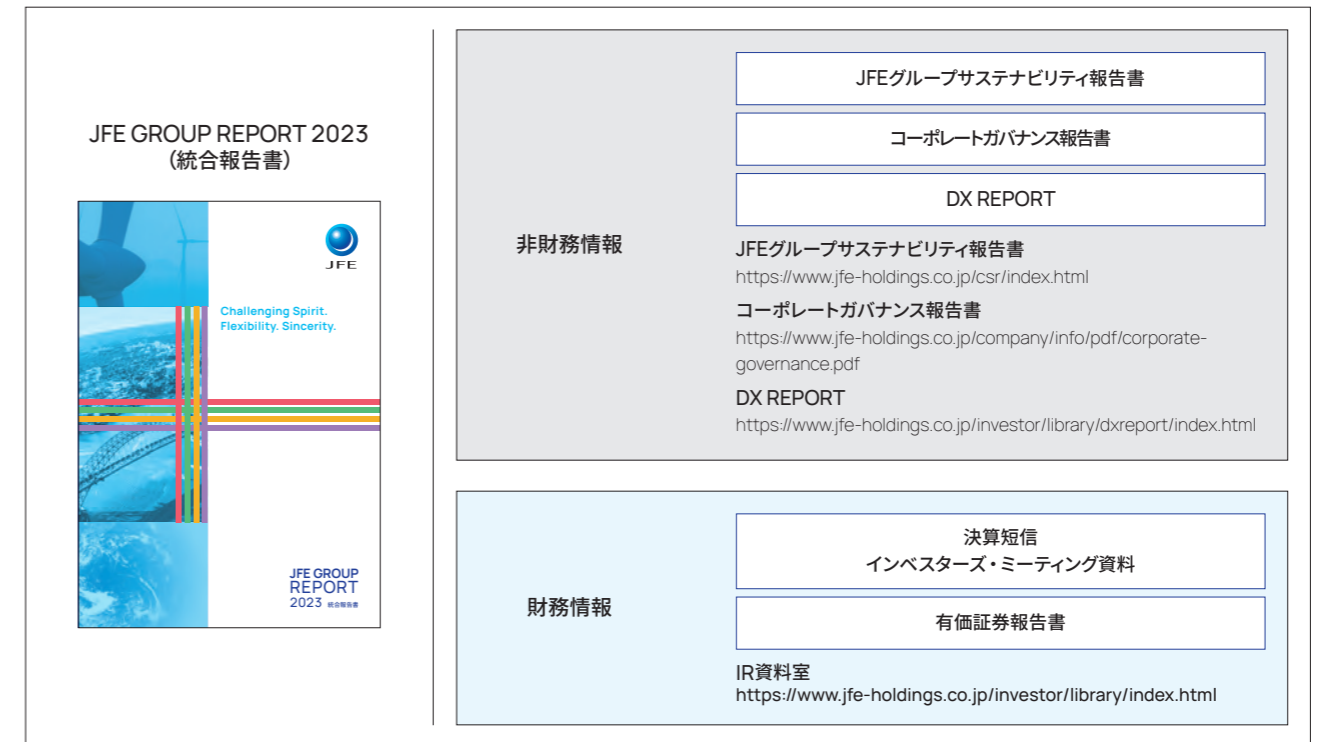 JFE GROUP REPORT 2023
（統合報告書）
JFE
Challenging Spirit.
Flexibility. Sincerity.
JFE GROUP
REPORT
2023 統合報告書
非財務情報
JFEグループサステナビリティ報告書
コーポレートガバナンス報告書
DX REPORT
JFEグループサステナビリティ報告書
https://www.jfe-holdings.co.jp/csr/index.html
コーポレートガバナンス報告書
https://www.jfe-holdings.co.jp/company/info/pdf/corporate-
governance.pdf
DX REPORT
https://www.jfe-holdings.co.jp/investor/library/dxreport/index.html
財務情報
決算短信
インベスターズ・ミーティング資料
有価証券報告書
IR資料室
https://www.jfe-holdings.co.jp/investor/library/index.html